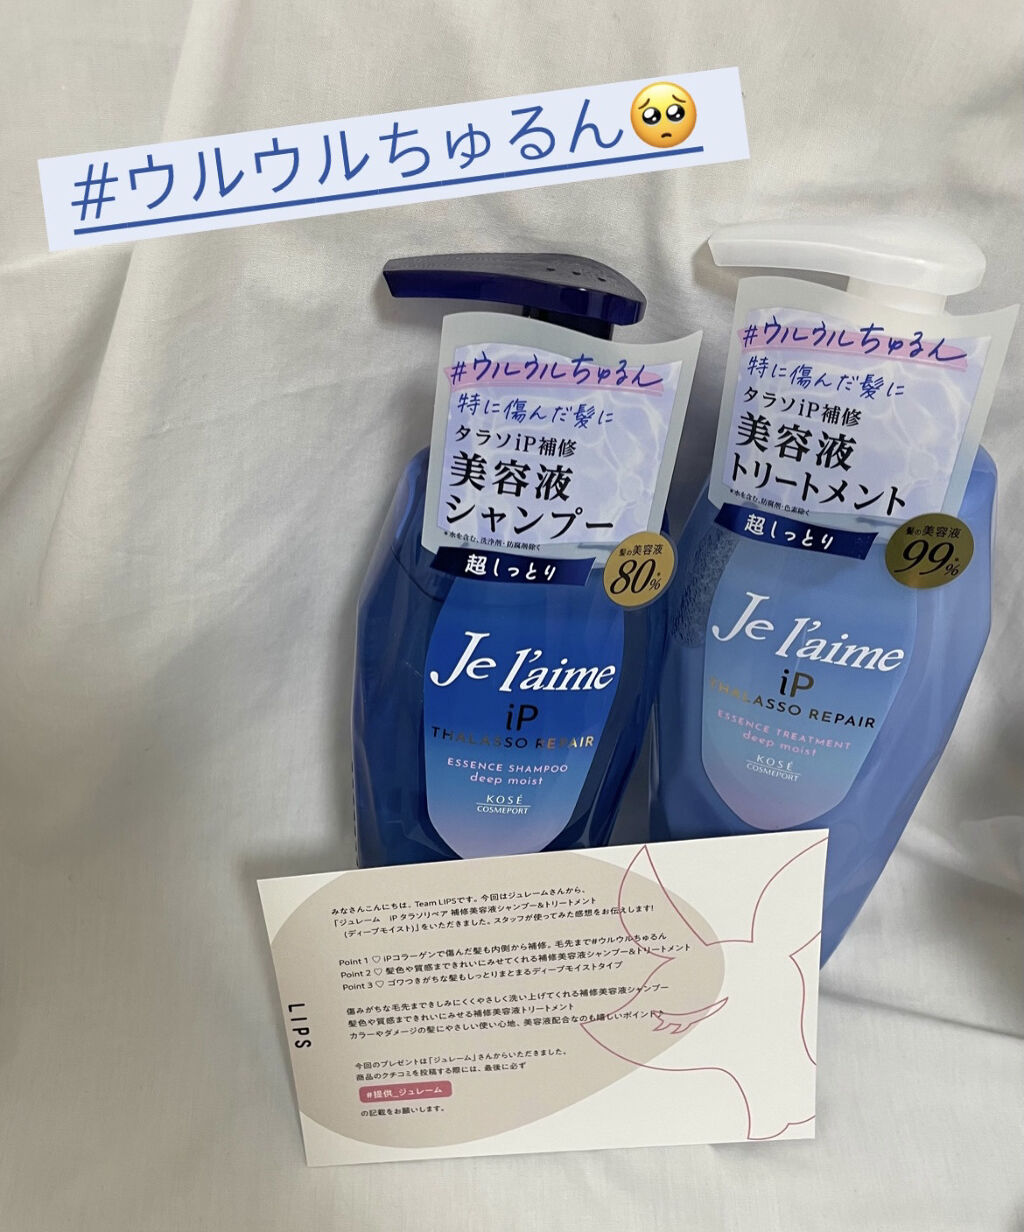 #ウルウルちゅるん🥺
#ウルウルちゅるん
特に傷んだ髪に
タラソiP補修
美容液
シャンプー
*水を含む、洗浄剤・防腐剤除く
超しっとり
髪の美容液
80%*
Je l'aime
iP
THALASSO REPAIR
ESSENCE SHAMPOO
deep moist
KOSÉ
COSMEPORT
#ウルウルちゅるん
特に傷んだ髪に
タラソiP補修
美容液
トリートメント
*水を含む、防腐剤・色素除く
超しっとり
髪の美容液
99%*
Je l'aime
iP
THALASSO REPAIR
ESSENCE TREATMENT
deep moist
KOSÉ
COSMEPORT
LIPS
みなさんこんにちは、Team LIPSです。今回はジュレームさんから、
「ジュレーム iP タラソリペア 補修美容液シャンプー&トリートメント
(ディープモイスト)」をいただきました。スタッフが使ってみた感想をお伝えします!
Point 1 ♡ iPコラーゲンで傷んだ髪も内側から補修。毛先まで#ウルウルちゅるん
Point 2 ♡ 髪色や質感まできれいにみせてくれる補修美容液シャンプー&トリートメント
Point 3 ♡ ゴワつきがちな髪もしっとりまとまるディープモイストタイプ
傷みがちな毛先まできしみにくくやさしく洗い上げてくれる補修美容液シャンプー
髪色や質感まできれいにみせる補修美容液トリートメント
カラーやダメージの髪にやさしい使い心地、美容液配合なのも嬉しいポイント♪
今回のプレゼントは「ジュレーム」さんからいただきました。
商品のクチコミを投稿する際には、最後に必ず
#提供_ジュレーム
の記載をお願いします。